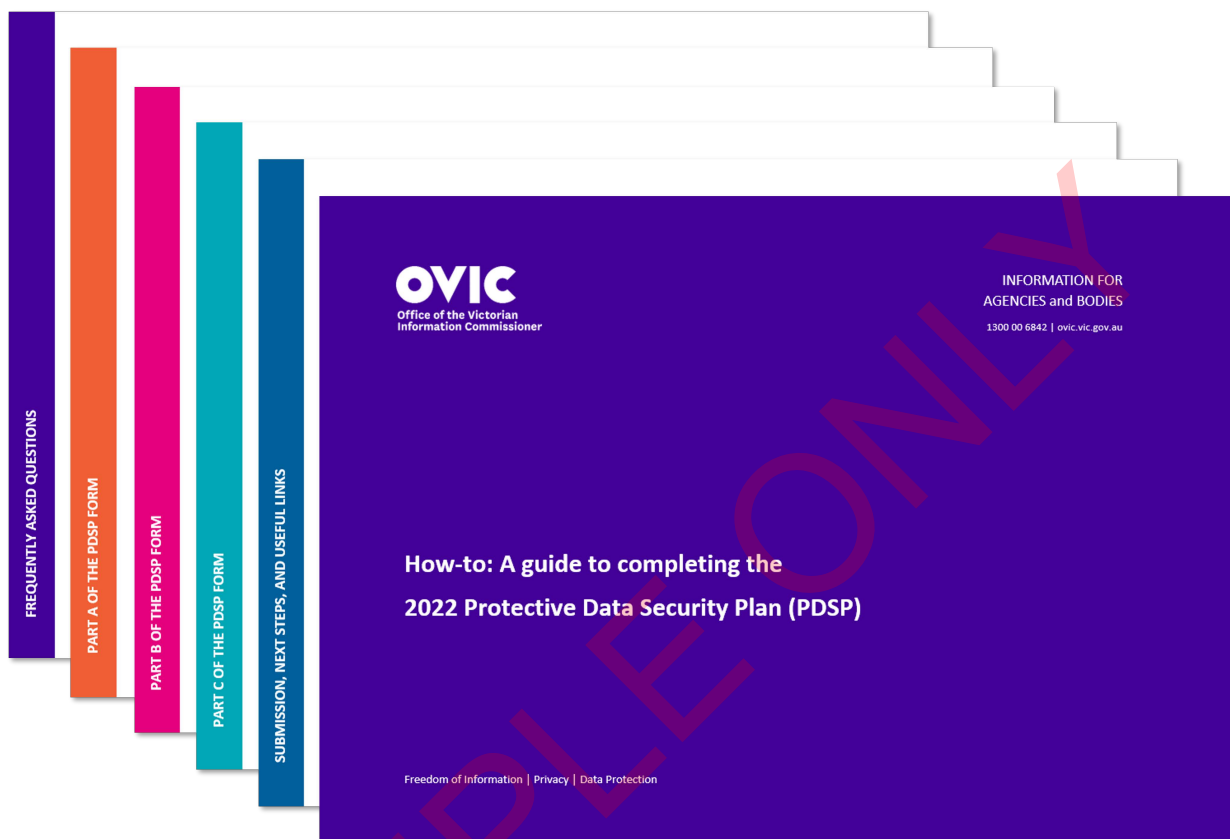 FREQUENTLY ASKED QUESTIONS
PART A OF THE PDSP FORM
PART B OF THE PDSP FORM
PART C OF THE PDSP FORM
SUBMISSION, NEXT STEPS, AND USEFUL LINKS
OVIC
Office of the Victorian
Information Commissioner
INFORMATION FOR
AGENCIES and BODIES
1300 00 6842 | ovic.vic.gov.au
How-to: A guide to completing the
2022 Protective Data Security Plan (PDSP)
Freedom of Information | Privacy | Data Protection
PLE ONLY